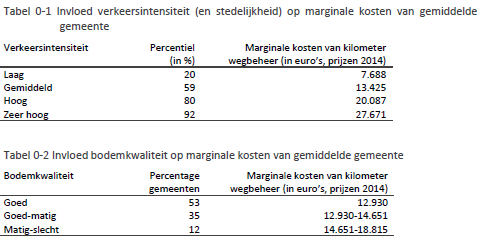 Tabel 0-1 Invloed verkeersintensiteit (en stedelijkheid) op marginale kosten van gemiddelde
gemeente
Verkeersintensiteit Percentiel Marginale kosten van kilometer
(in %) wegbeheer (in euro's, prijzen 2014)
Laag 20 7.688
Gemiddeld 59 13.425
Hoog 80 20.087
Zeer hoog 92 27.671
Tabel 0-2 Invloed bodemkwaliteit op marginale kosten van gemiddelde gemeente
Bodemkwaliteit Percentage Marginale kosten van kilometer
gemeenten wegbeheer (in euro's, prijzen 2014)
Goed 53 12.930
Goed-matig 35 12.930-14.651
Matig-slecht 12 14.651-18.815